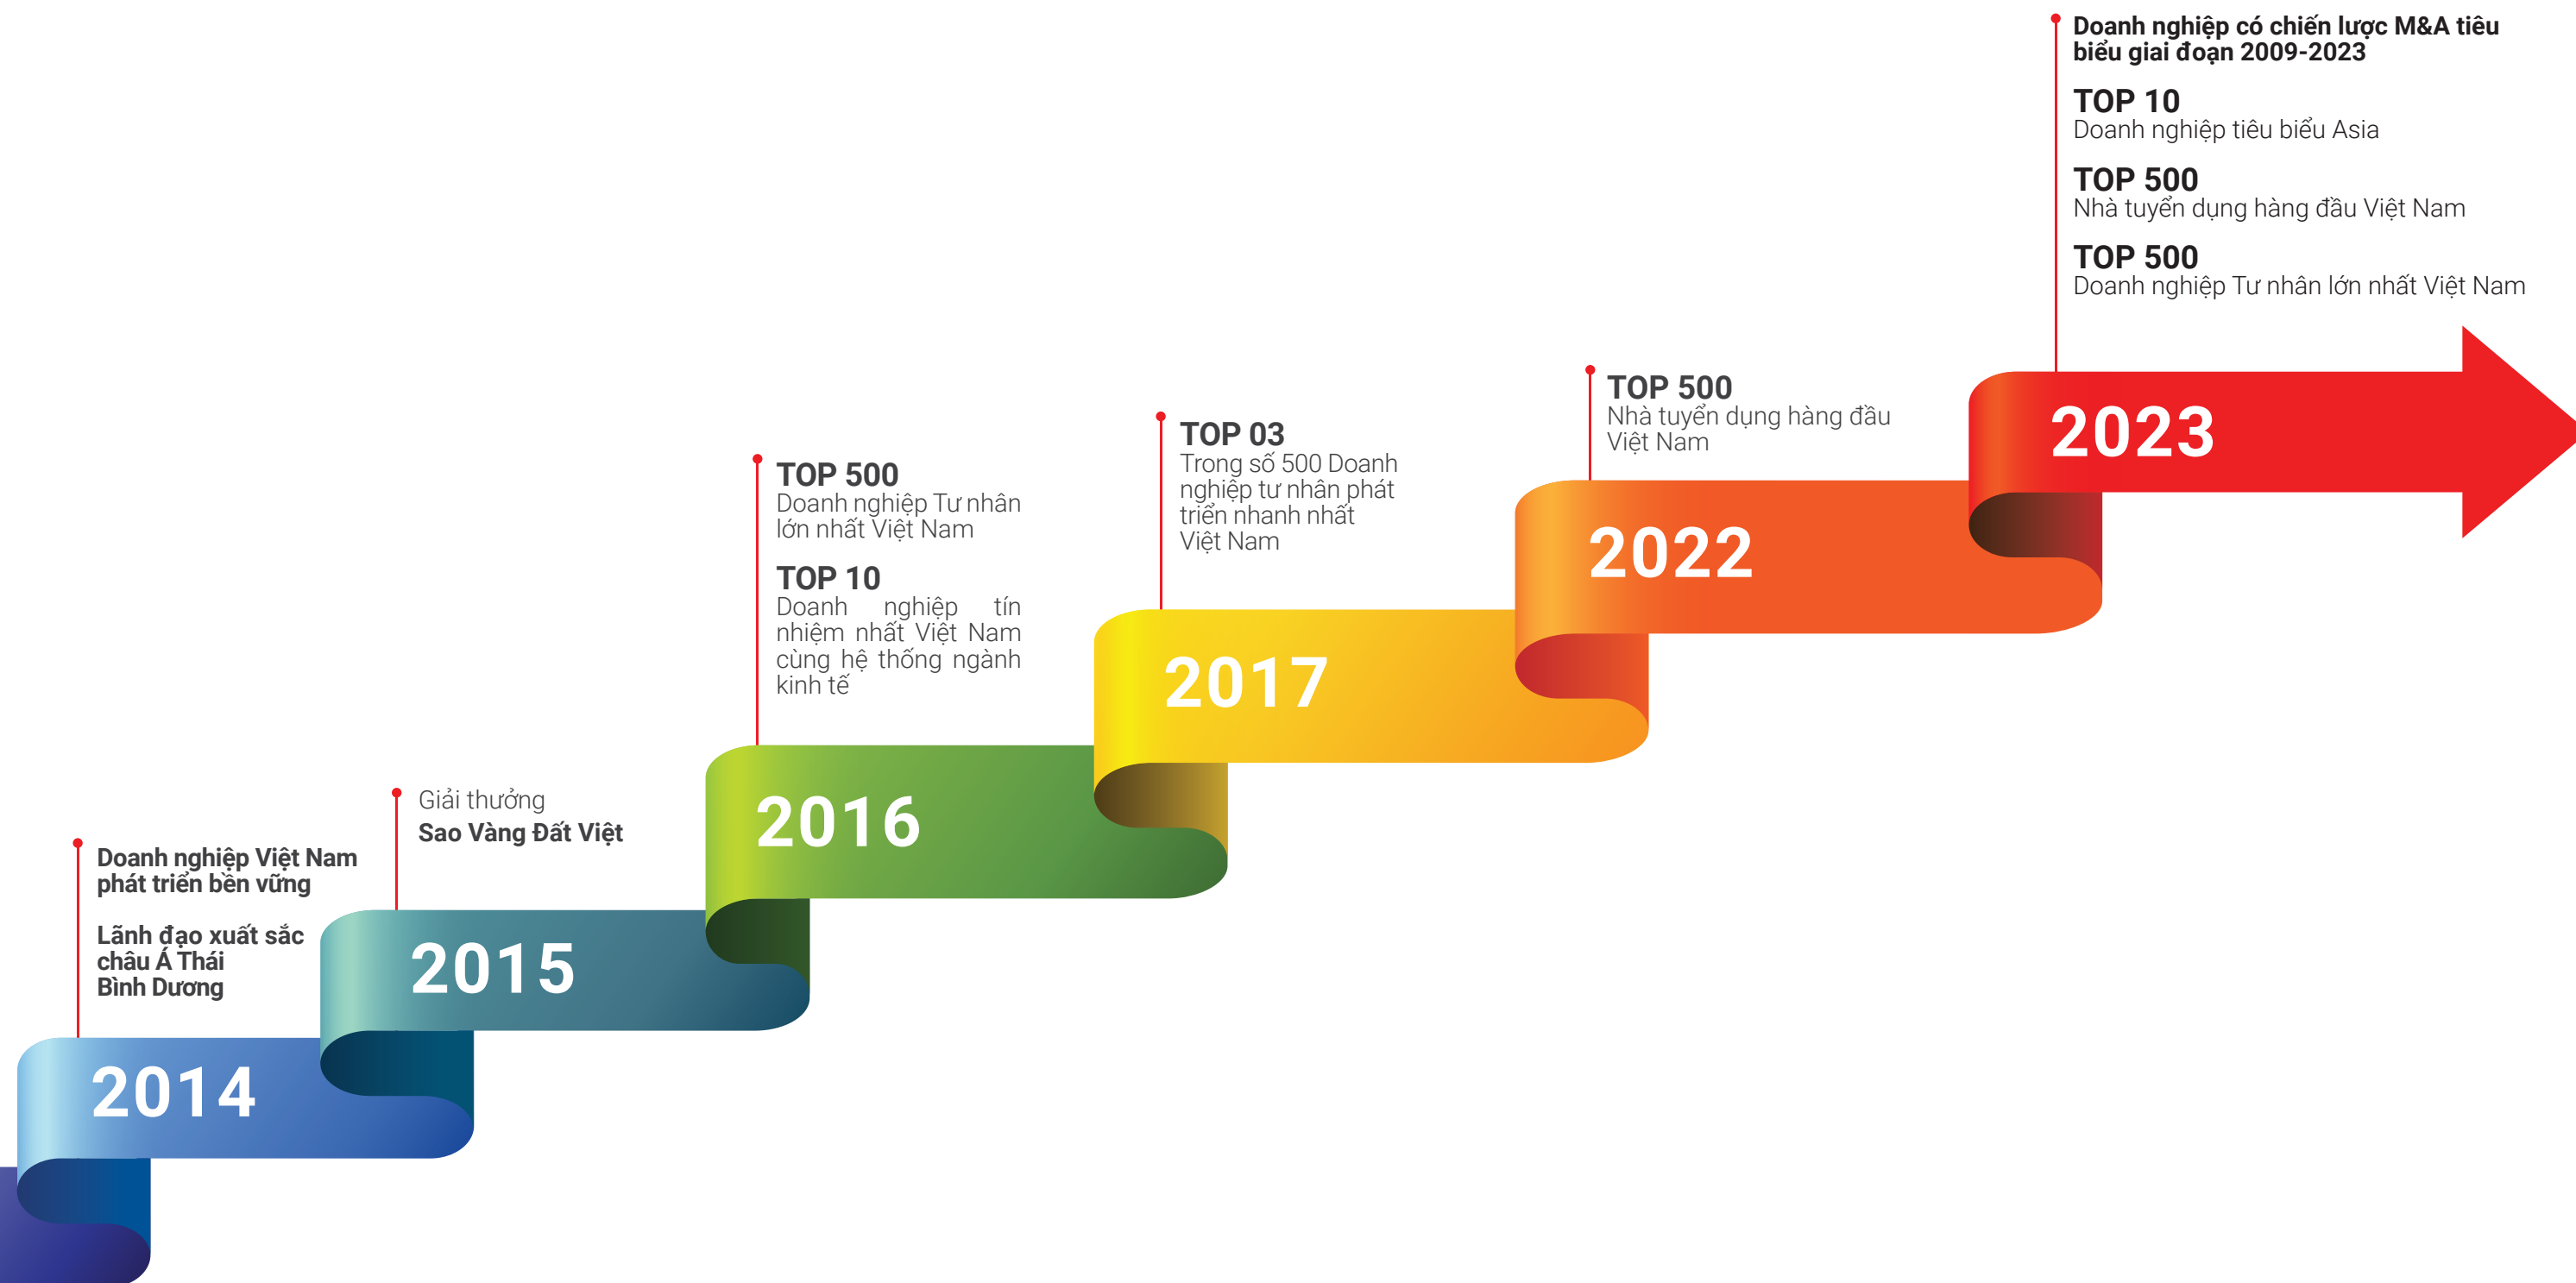 Doanh nghiệp Việt Nam
phát triển bền vững
Lãnh đạo xuất sắc
châu Á Thái
Bình Dương
2014
Giải thưởng
Sao Vàng Đất Việt
2015
TOP 500
Doanh nghiệp Tư nhân
lớn nhất Việt Nam
TOP 10
Doanh nghiệp tín
nhiệm nhất Việt Nam
cùng hệ thống ngành
kinh tế
2016
TOP 03
Trong số 500 Doanh
nghiệp tư nhân phát
triển nhanh nhất
Việt Nam
2017
TOP 500
Nhà tuyển dụng hàng đầu
Việt Nam
2022
Doanh nghiệp có chiến lược M&A tiêu
biểu giai đoạn 2009-2023
TOP 10
Doanh nghiệp tiêu biểu Asia
TOP 500
Nhà tuyển dụng hàng đầu Việt Nam
TOP 500
Doanh nghiệp Tư nhân lớn nhất Việt Nam
2023